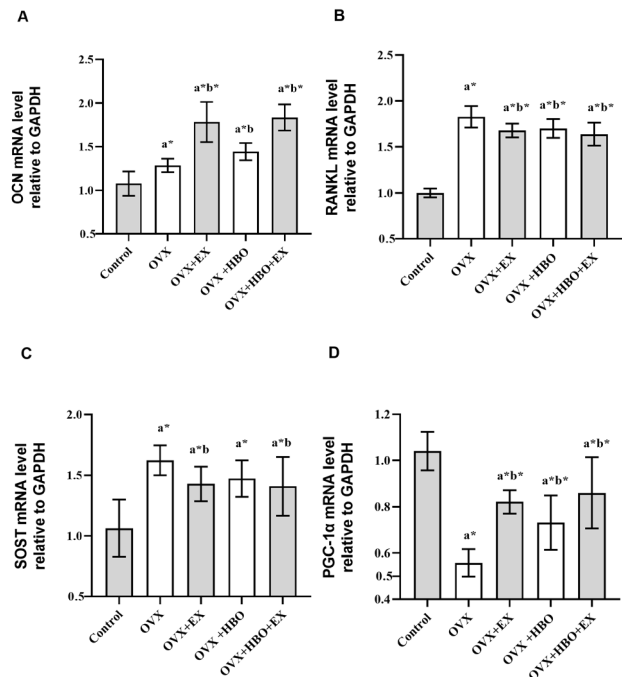 A
OCN mRNA level
relative to GAPDH
2.5
2.0
1.5
1.0
0.5
a*
a*b*
a*b
a*b*
Control
OVX
OVX+EX
OVX +HBO
OVX+HBO+EX
B
RANKL mRNA level
relative to GAPDH
2.5
2.0
1.5
1.0
0.5
a*
a*b*
a*b*
a*b*
Control
OVX
OVX+EX
OVX +HBO
OVX+HBO+EX
C
SOST mRNA level
relative to GAPDH
2.0
1.5
1.0
0.5
a*
a*b
a*
a*b
Control
OVX
OVX+EX
OVX +HBO
OVX+HBO+EX
D
PGC-1α mRNA level
relative to GAPDH
1.2
1.0
0.8
0.6
0.5
0.4
a*
a*b*
a*b*
a*b*
Control
OVX
OVX+EX
OVX +HBO
OVX+HBO+EX